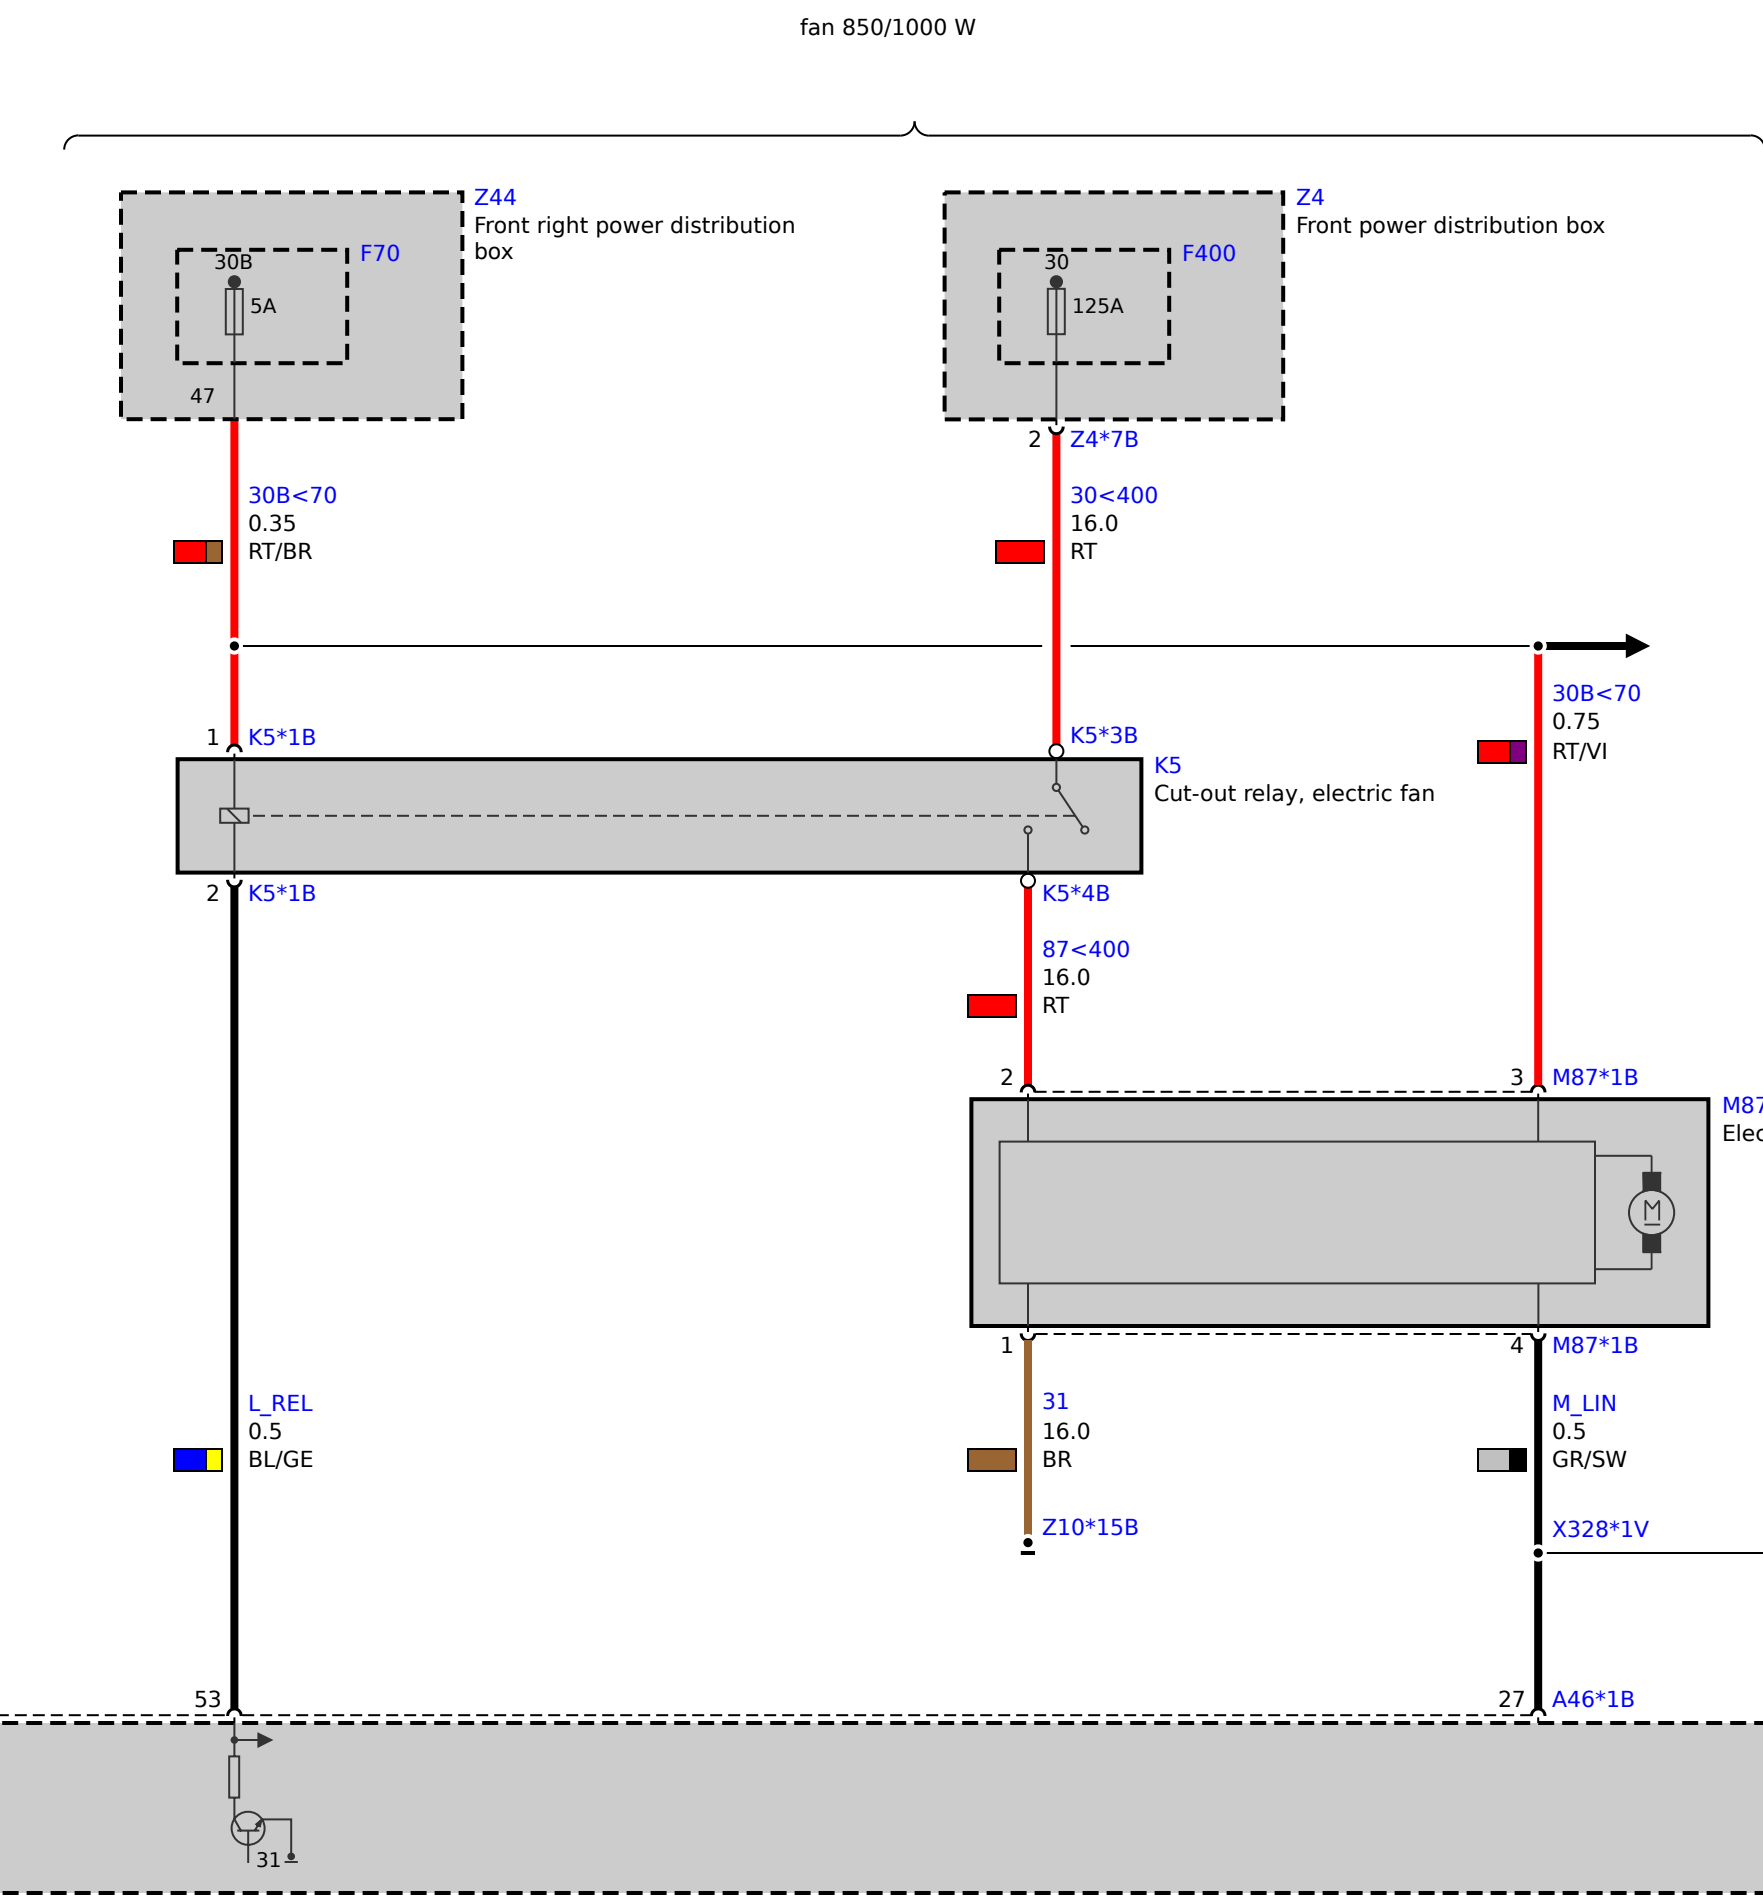 fan 850/1000 W
Z44
Front right power distribution
box
F70
30B
5A
47
Z4
Front power distribution box
F400
30
125A
2 Z4*7B
30B<70
0.35
RT/BR
30<400
16.0
RT
30B<70
0.75
RT/VI
1 K5*1B
K5*3B
K5
Cut-out relay, electric fan
2 K5*1B
K5*4B
87<400
16.0
RT
2
3 M87*1B
M87
Elec
M
1
4 M87*1B
L_REL
0.5
BL/GE
31
16.0
BR
M_LIN
0.5
GR/SW
Z10*15B
X328*1V
53
27 A46*1B
31